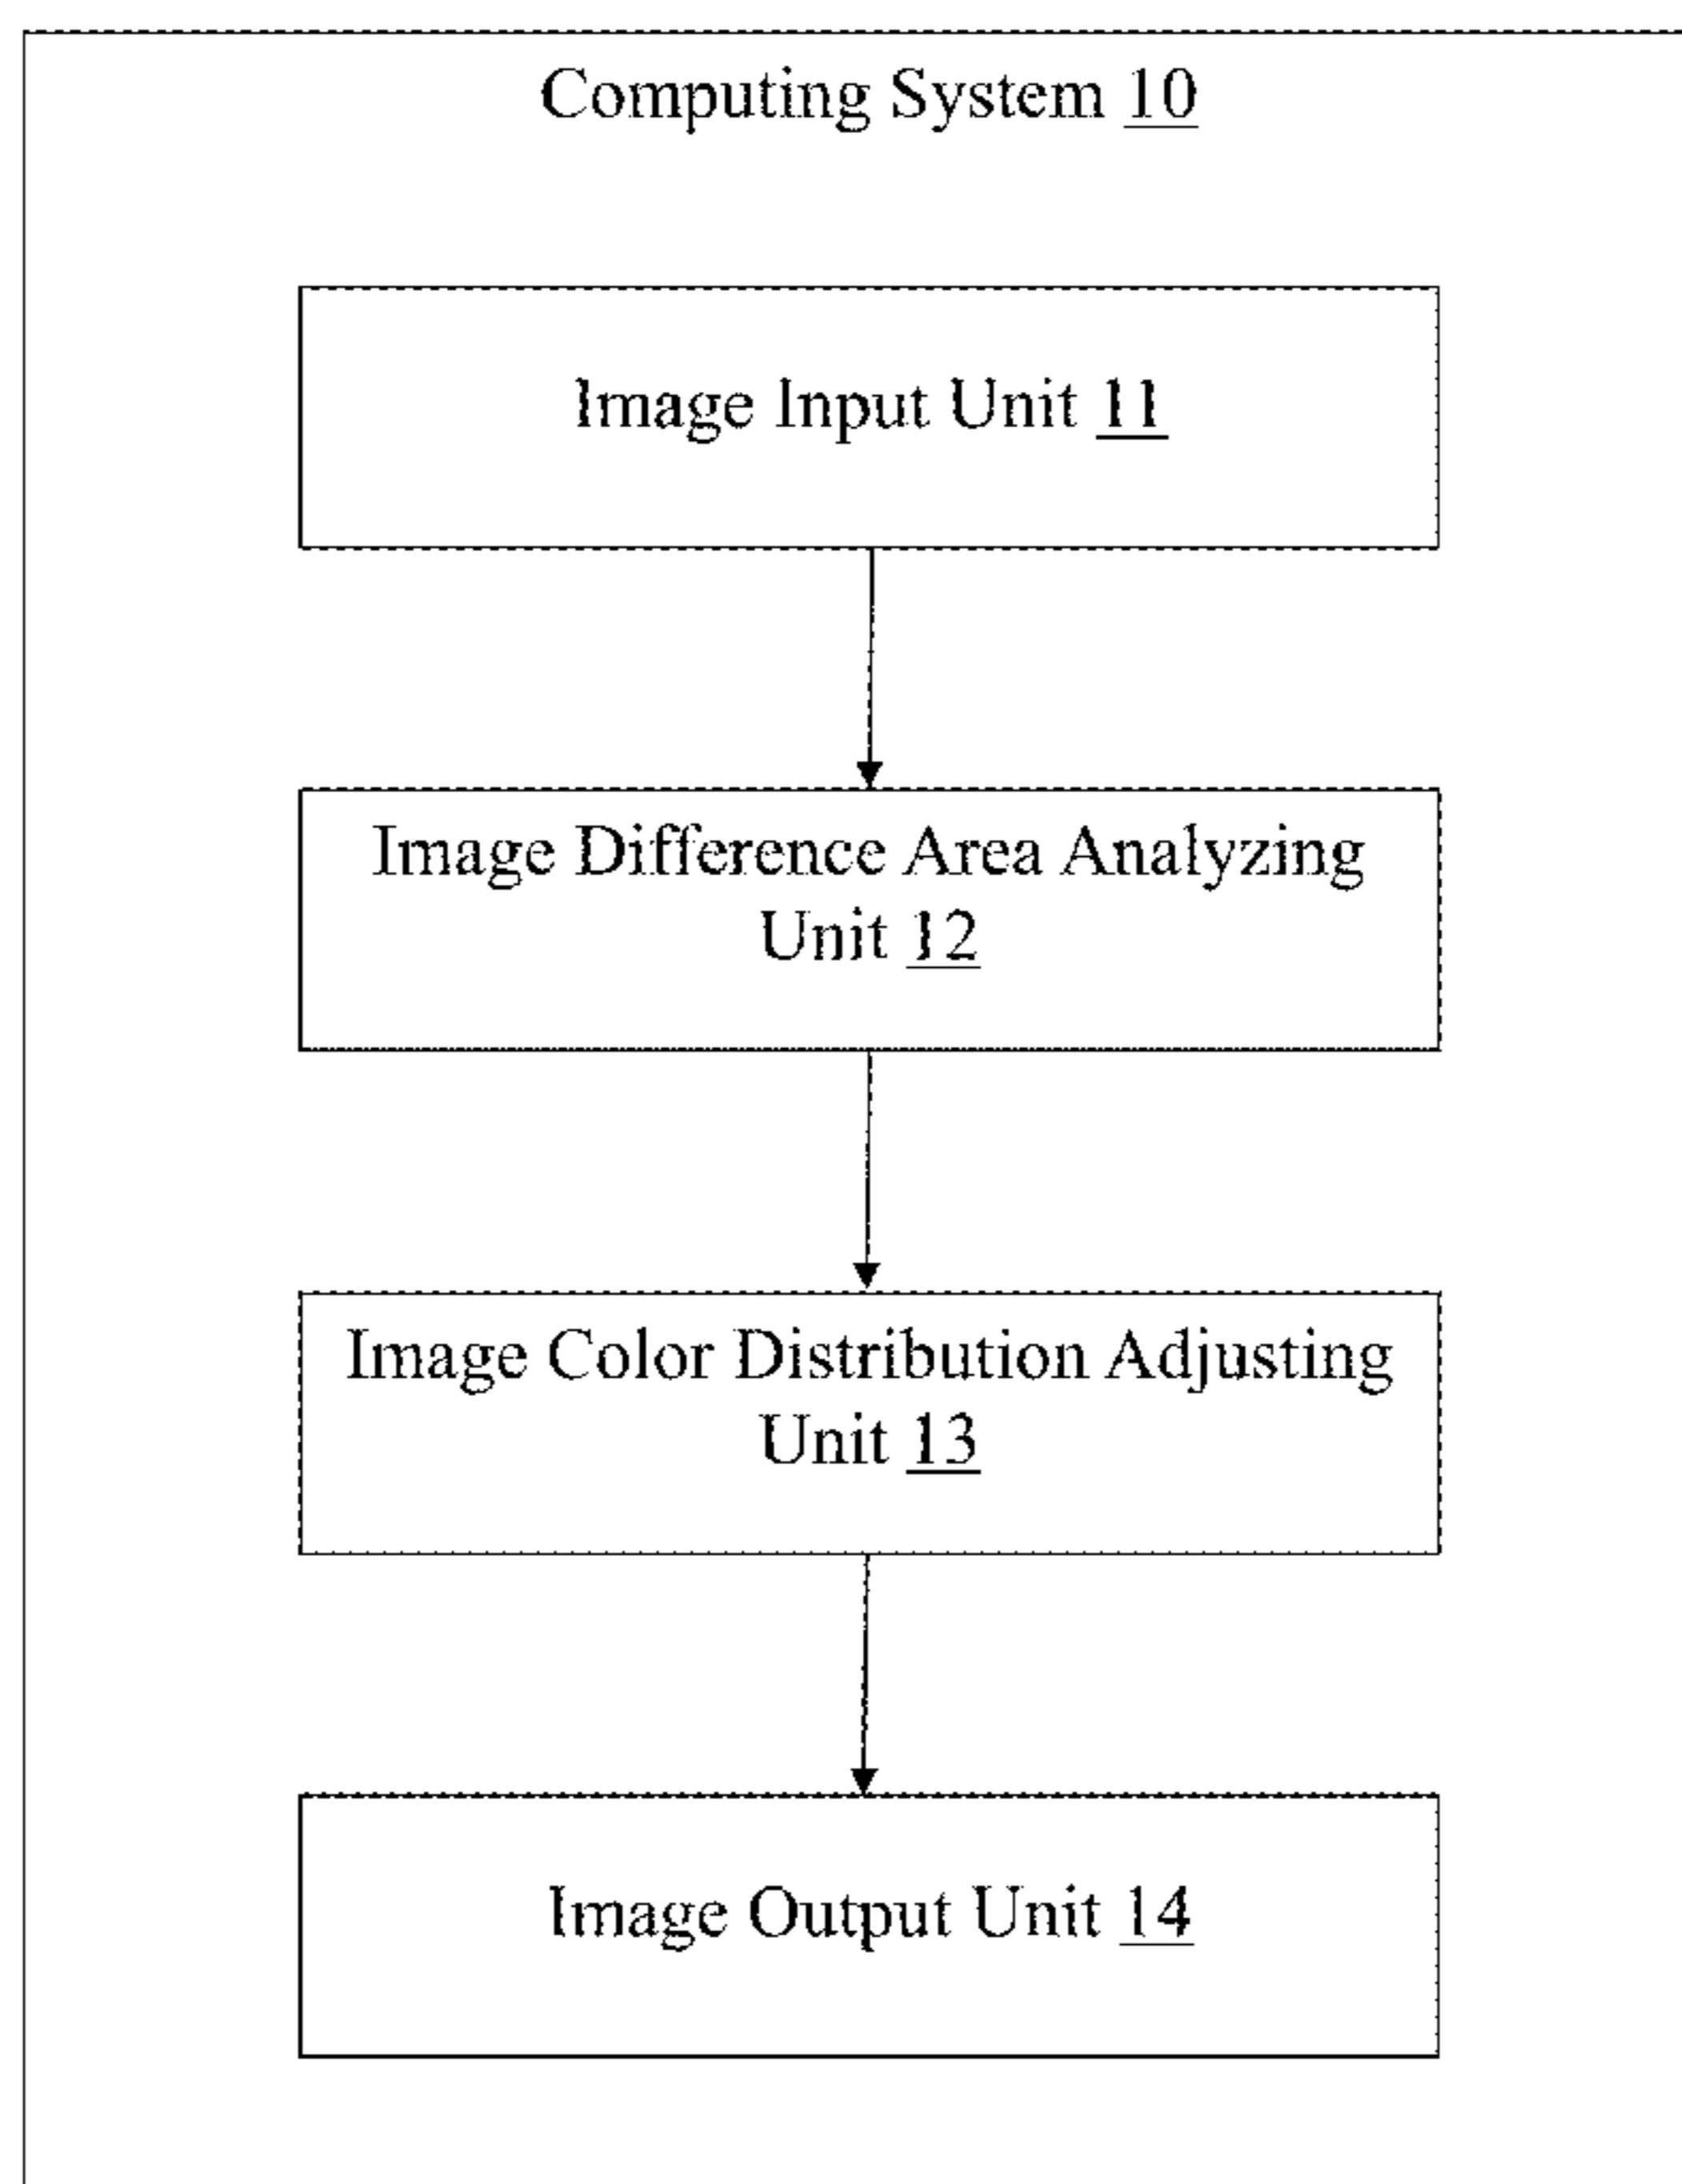 Computing System 10
Image Input Unit 11
Image Difference Area Analyzing
Unit 12
Image Color Distribution Adjusting
Unit 13
Image Output Unit 14